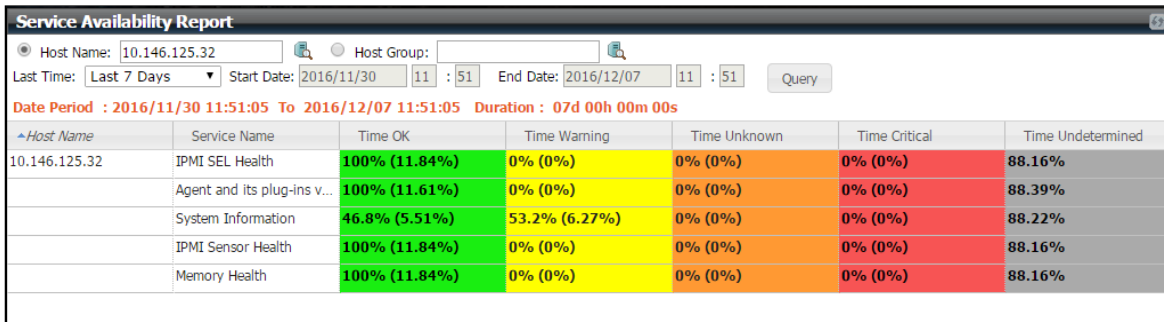 Service Availability Report
Host Name: 10.146.125.32 Host Group:
Last Time: Last 7 Days Start Date: 2016/11/30 11 : 51 End Date: 2016/12/07 11 : 51 Query
Date Period : 2016/11/30 11:51:05 To 2016/12/07 11:51:05 Duration : 07d 00h 00m 00s
Host Name Service Name Time OK Time Warning Time Unknown Time Critical Time Undetermined
10.146.125.32 IPMI SEL Health 100% (11.84%) 0% (0%) 0% (0%) 0% (0%) 88.16%
Agent and its plug-ins v... 100% (11.61%) 0% (0%) 0% (0%) 0% (0%) 88.39%
System Information 46.8% (5.51%) 53.2% (6.27%) 0% (0%) 0% (0%) 88.22%
IPMI Sensor Health 100% (11.84%) 0% (0%) 0% (0%) 0% (0%) 88.16%
Memory Health 100% (11.84%) 0% (0%) 0% (0%) 0% (0%) 88.16%